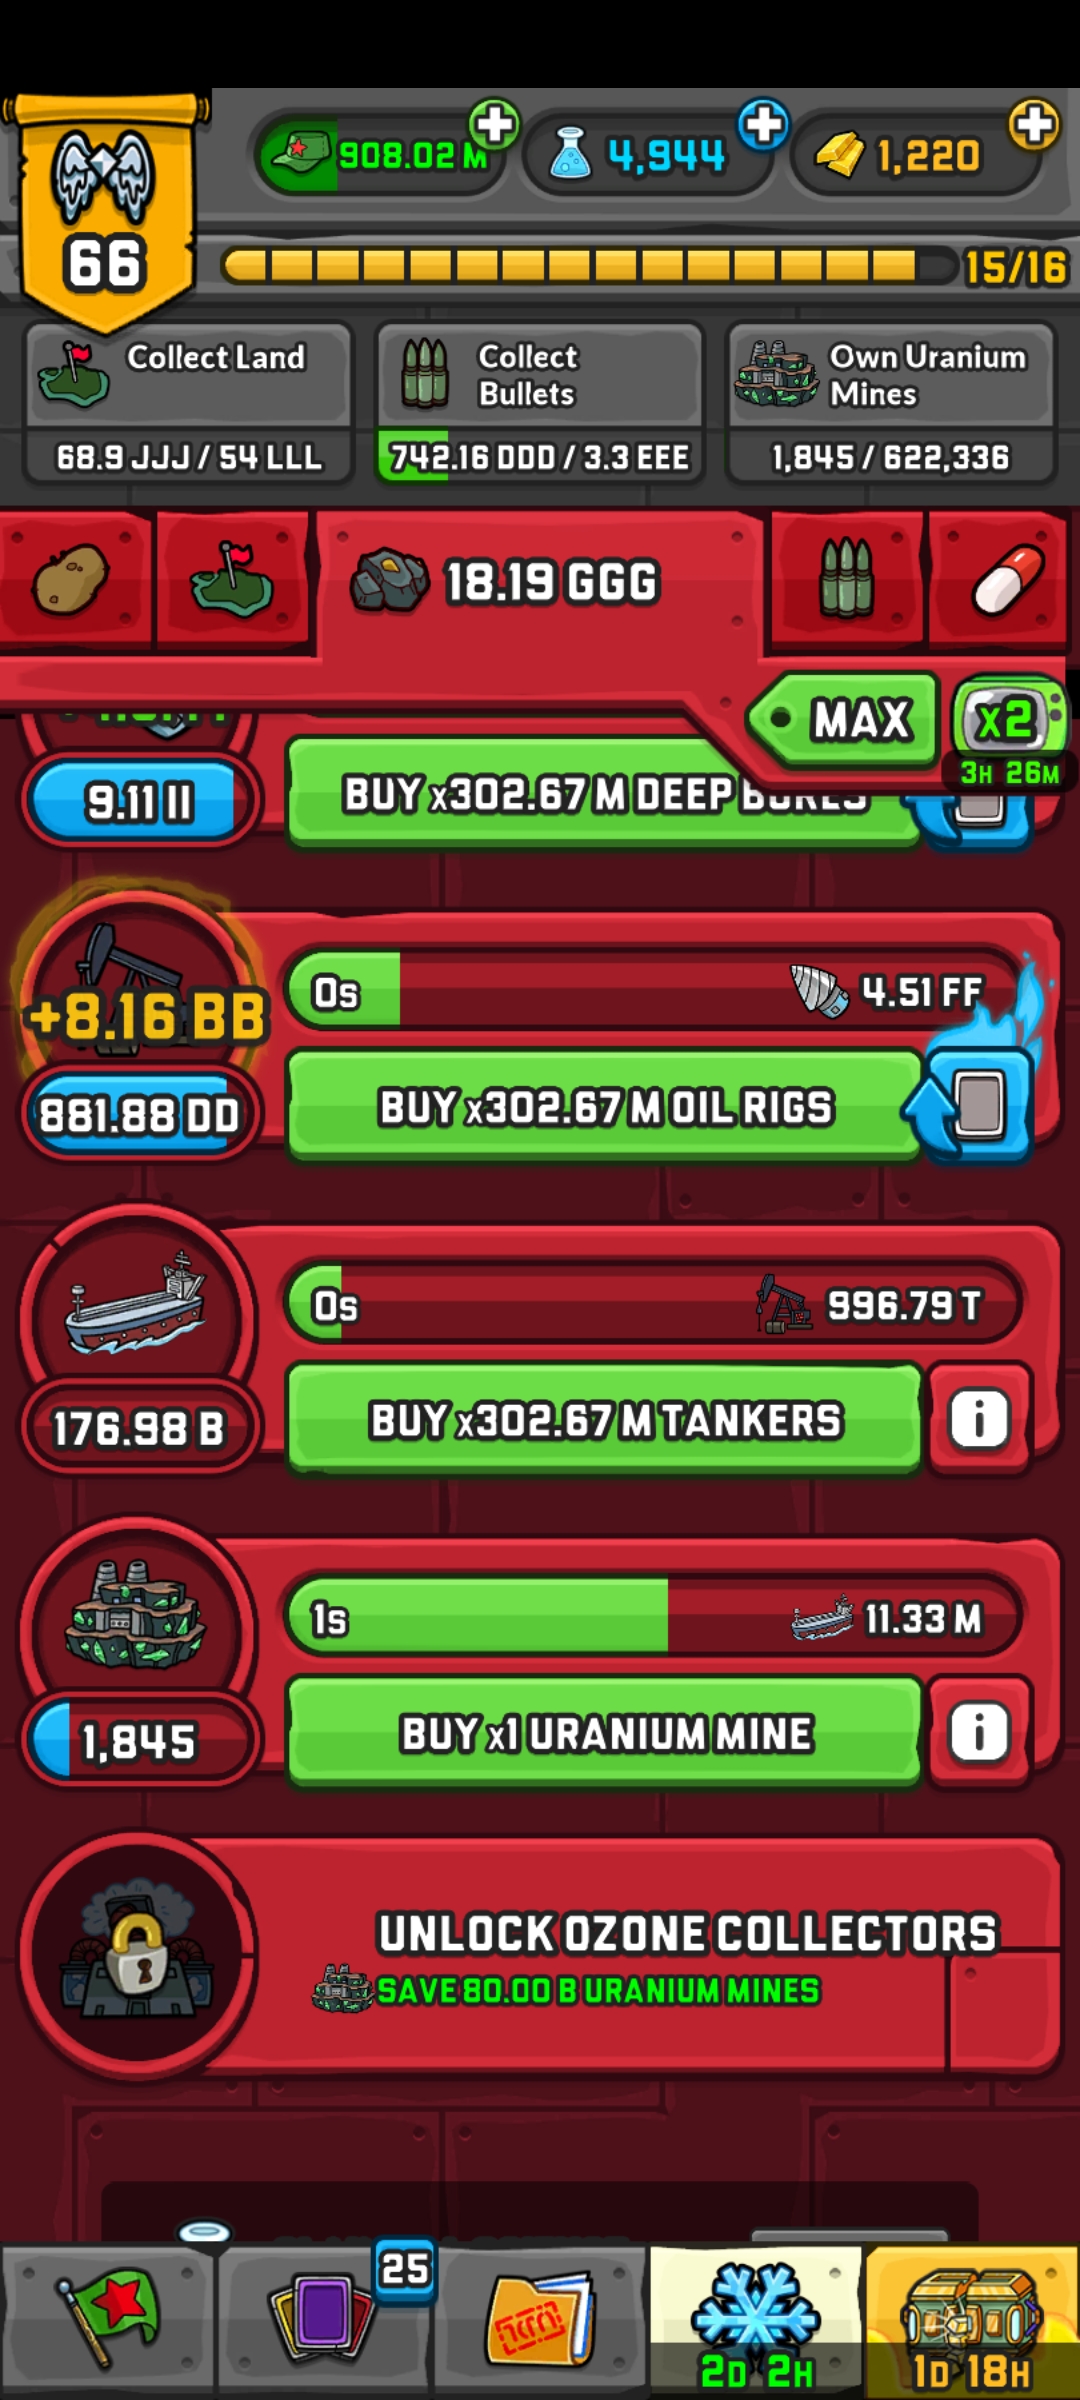 908.02 M
4,944
1,220
66
15/16
Collect Land
68.9 JJJ / 54 LLL
Collect
Bullets
742.16 DDD / 3.3 EEE
Own Uranium
Mines
1,845 / 622,336
18.19 GGG
MAX
x2
3H 26M
9.11 II
BUY x302.67 M DEEP BORES
+8.16 BB
881.88 DD
0s
4.51 FF
BUY x302.67 M OIL RIGS
176.98 B
0s
996.79 T
BUY x302.67 M TANKERS
i
1,845
1s
11.33 M
BUY x1 URANIUM MINE
i
UNLOCK OZONE COLLECTORS
SAVE 80.00 B URANIUM MINES
25
2D 2H
1D 18H